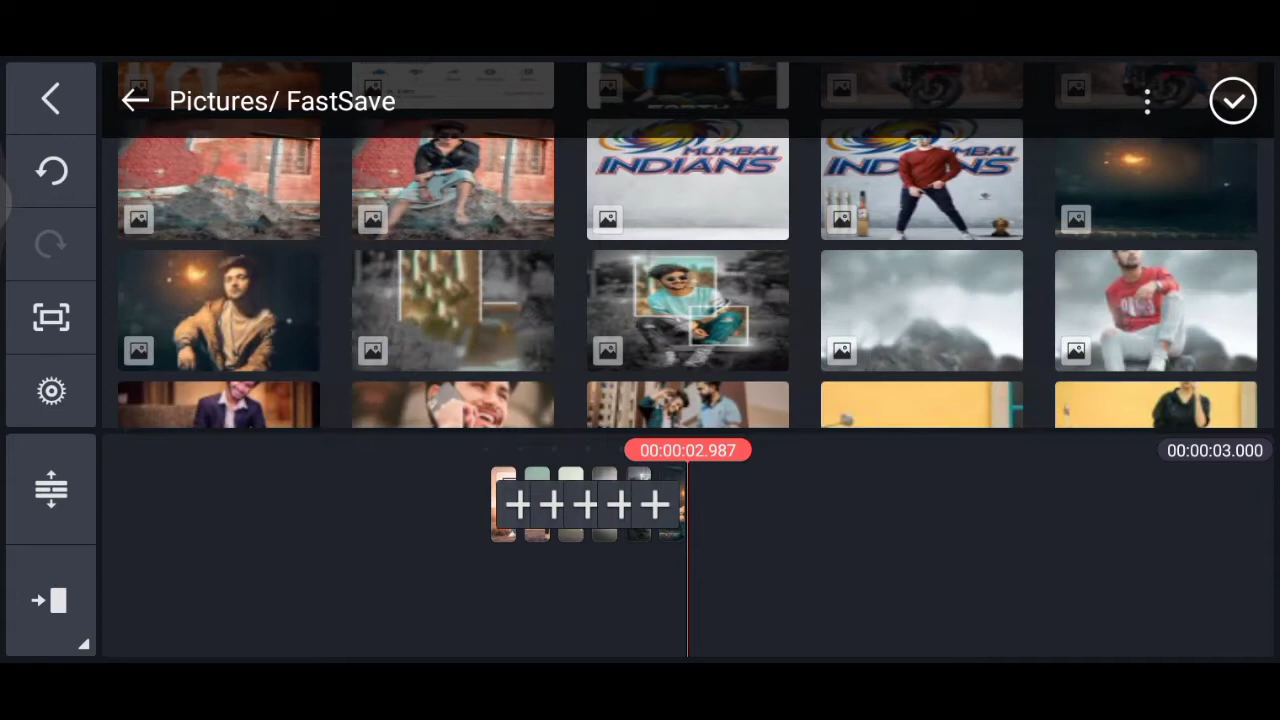 Pictures/ FastSave
MUMBAI
INDIANS
MUMBAI
INDIANS
00:00:02.987
00:00:03.000